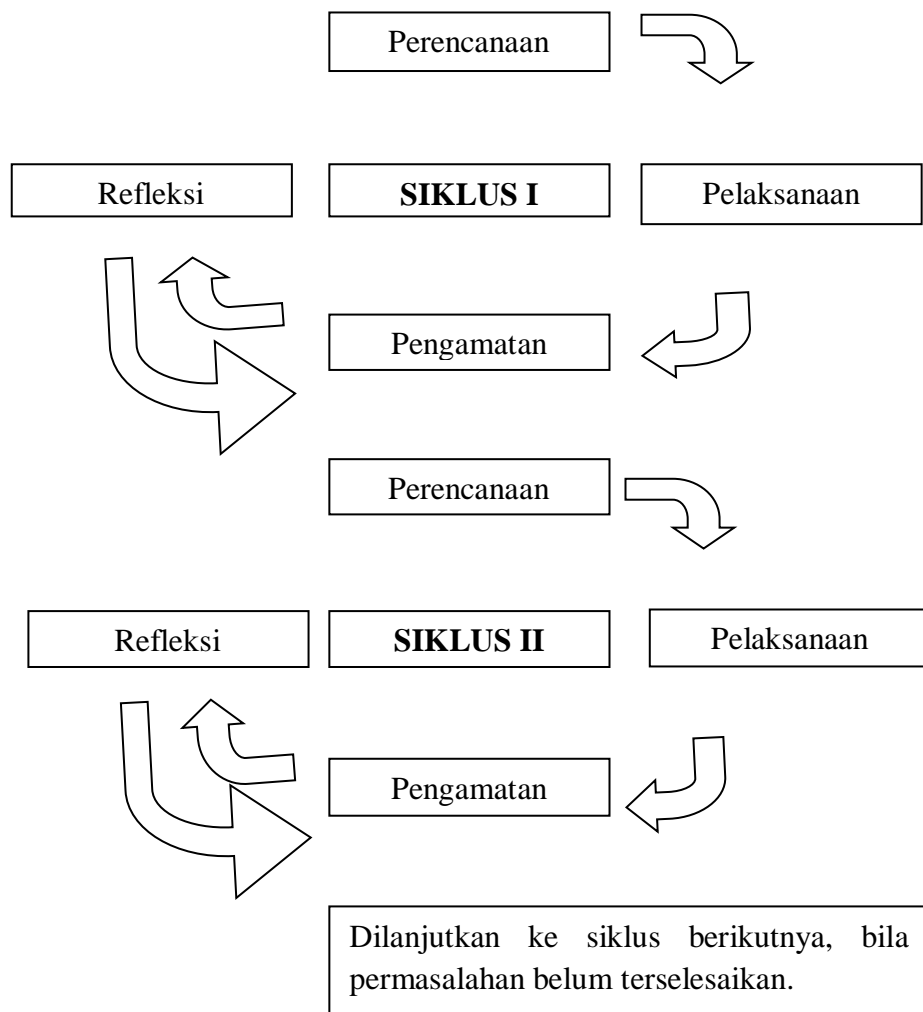 Perencanaan
Refleksi
SIKLUS I
Pelaksanaan
Pengamatan
Perencanaan
Refleksi
SIKLUS II
Pelaksanaan
Pengamatan
Dilanjutkan ke siklus berikutnya, bila
permasalahan belum terselesaikan.